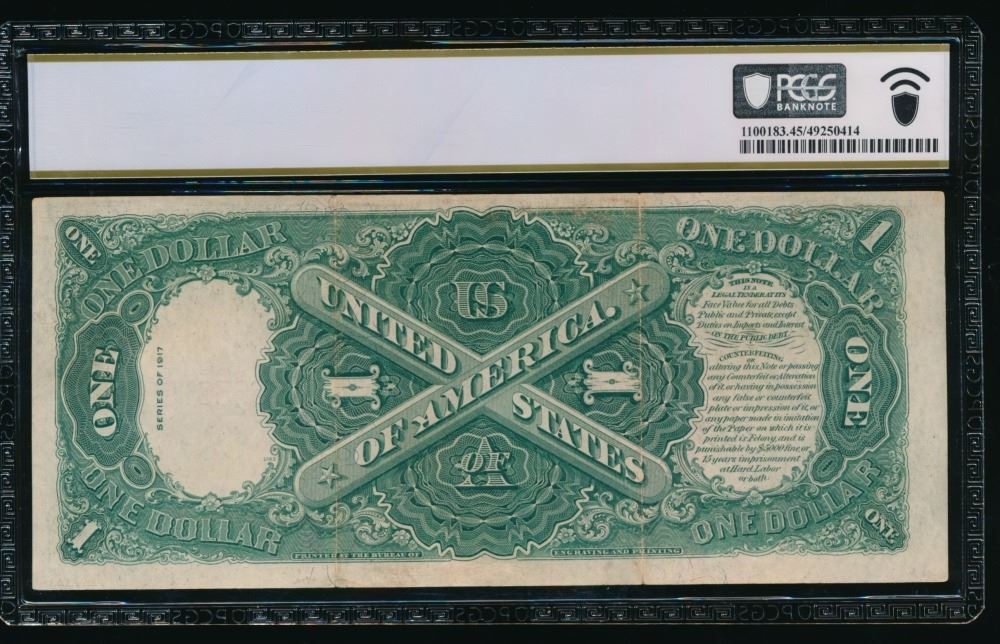 PCGS
BANKNOTE
1100183.45/49250414
ONE
ONE DOLLAR
ONE DOLLAR
1
US
UNITED
STATES
OF AMERICA.
ONE
SERIES OF 1917
1
1
THIS NOTE
IS A
LEGAL TENDER AT ITS
Face Value for all Debts
Public and Private, except
Duties on Imports and Interest
ON THE PUBLIC DEBT.
COUNTERFEITING
or
altering this Note or passing
any Counterfeit or Alteration
of it, or having in possession
any false or counterfeit
plate or impression of it, or
any paper made in imitation
of the Paper on which it is
printed is Felony, and is
punishable by $5000 fine, or
15 years imprisonment
at Hard Labor
or both.
ONE
OF
A
ONE DOLLAR
ONE DOLLAR
1
ONE
PRINTED AT THE BUREAU OF
ENGRAVING AND PRINTING